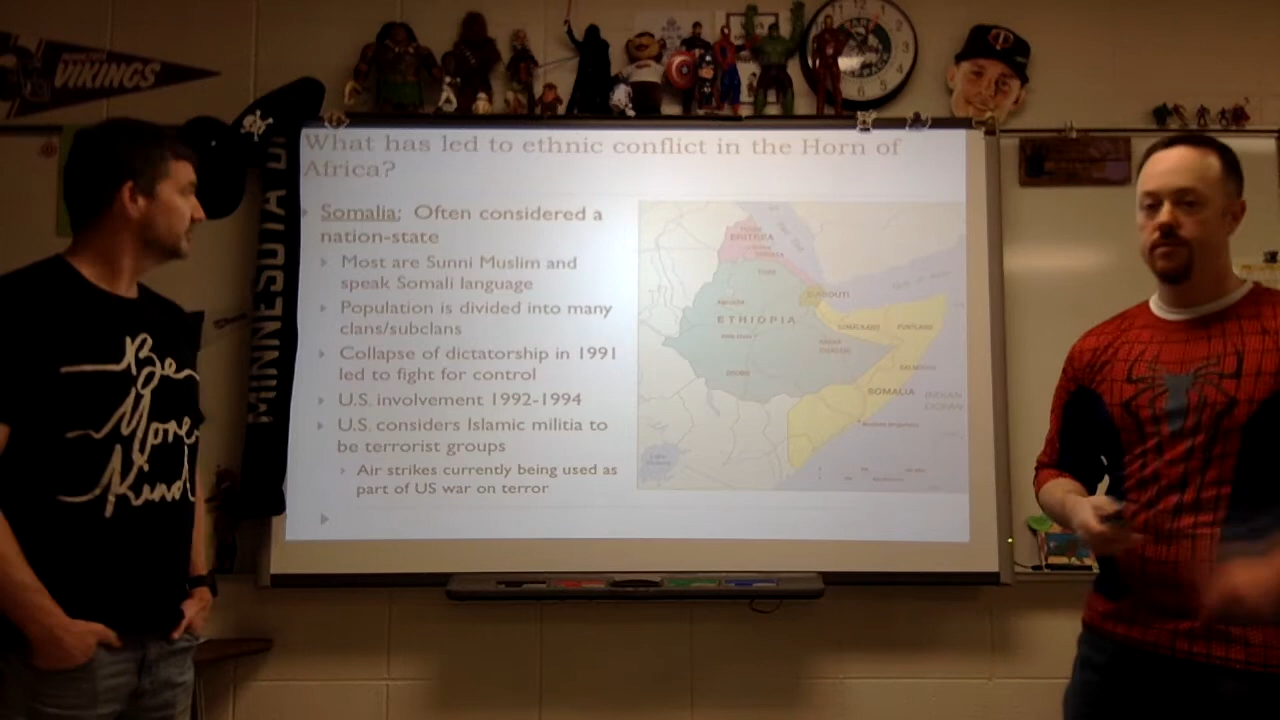 VIKINGS
MINNESOTA
What has led to ethnic conflict in the Horn of
Africa?
Somalia: Often considered a
nation-state
Most are Sunni Muslim and
speak Somali language
Population is divided into many
clans/subclans
Collapse of dictatorship in 1991
led to fight for control
U.S. involvement 1992-1994
U.S. considers Islamic militia to
be terrorist groups
Air strikes currently being used as
part of US war on terror
ERITREA
DJIBOUTI
ETHIOPIA
SOMALILAND
PUNTLAND
SOMALIA
INDIAN
OCEAN
Be
More
Kind